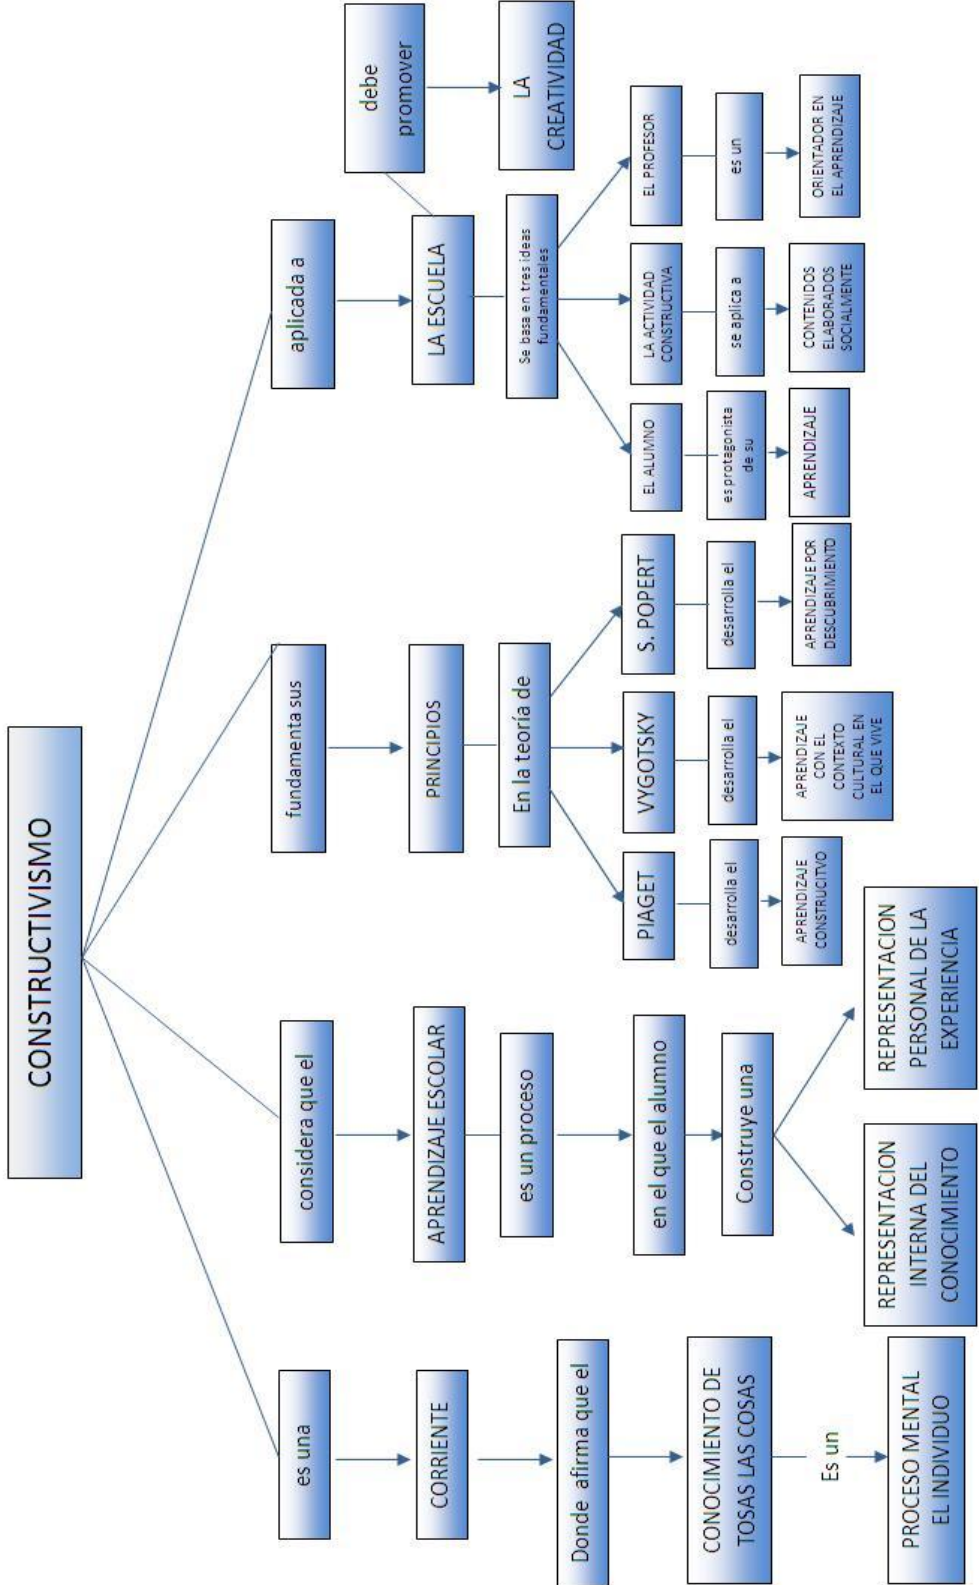 CONSTRUCTIVISMO
es una
CORRIENTE
Donde afirma que el
CONOCIMIENTO DE
TOSAS LAS COSAS
Es un
PROCESO MENTAL
EL INDIVIDUO
considera que el
APRENDIZAJE ESCOLAR
es un proceso
en el que el alumno
Construye una
REPRESENTACION
INTERNA DEL
CONOCIMIENTO
REPRESENTACION
PERSONAL DE LA
EXPERIENCIA
fundamenta sus
PRINCIPIOS
En la teoría de
PIAGET
desarrolla el
APRENDIZAJE
CONSTRUCITVO
VYGOTSKY
desarrolla el
APRENDIZAJE
CON EL
CONTEXTO
CULTURAL EN
EL QUE VIVE
S. POPERT
desarrolla el
APRENDIZAJE POR
DESCUBRIMIENTO
aplicada a
LA ESCUELA
debe
promover
LA
CREATIVIDAD
Se basa en tres ideas
fundamentales
EL ALUMNO
es protagonista
de su
APRENDIZAJE
LA ACTIVIDAD
CONSTRUCTIVA
se aplica a
CONTENIDOS
ELABORADOS
SOCIALMENTE
EL PROFESOR
es un
ORIENTADOR EN
EL APRENDIZAJE